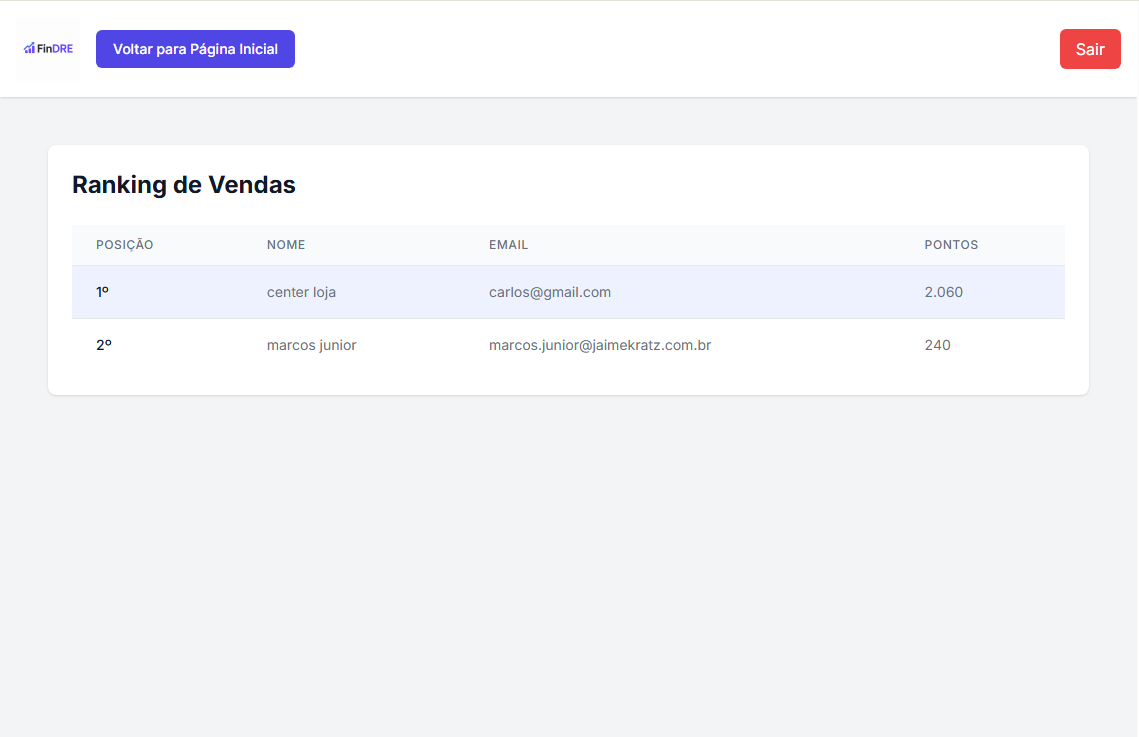 FinDRE
Voltar para Página Inicial
Sair
Ranking de Vendas
POSIÇÃO NOME EMAIL PONTOS
1º center loja carlos@gmail.com 2.060
2º marcos junior marcos.junior@jaimekratz.com.br 240